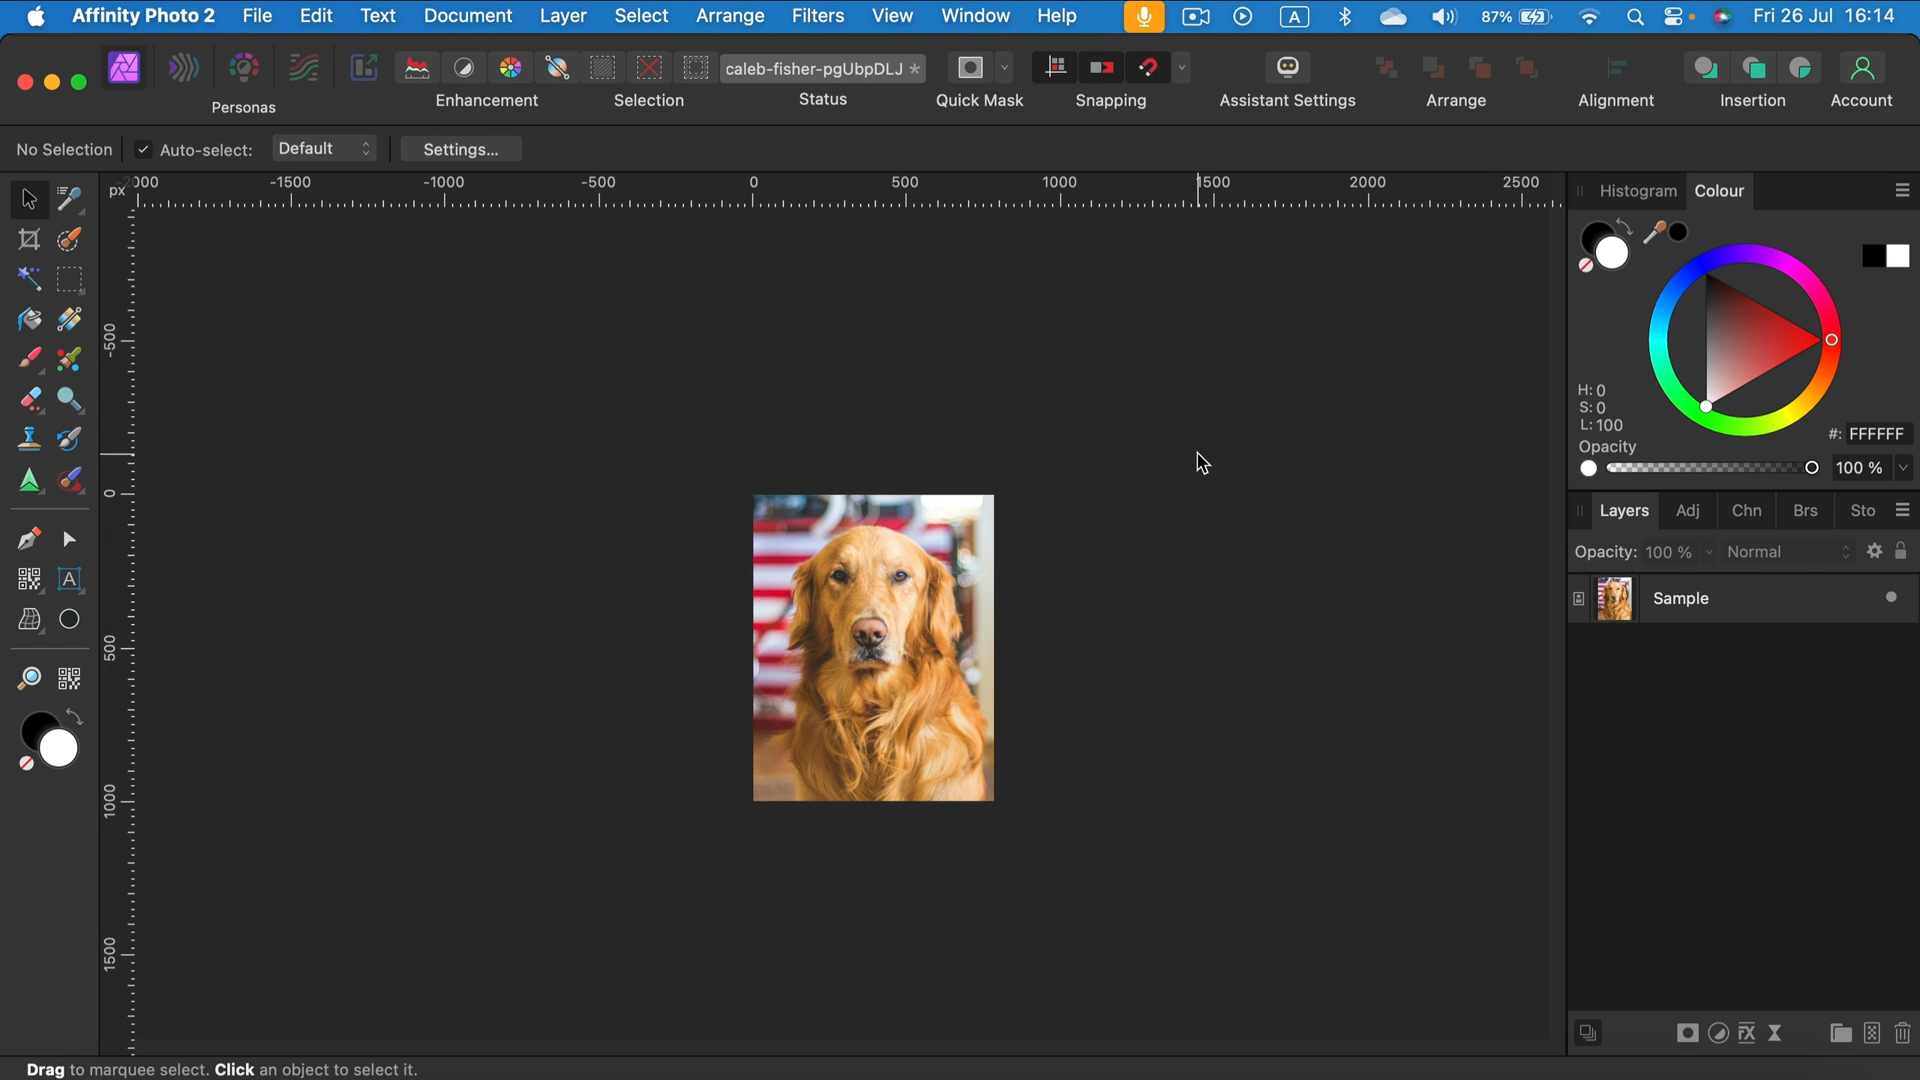 Affinity Photo 2 File Edit Text Document Layer Select Arrange Filters View Window Help A 87% Fri 26 Jul 16:14
caleb-fisher-pgUbpDLJ *
Personas Enhancement Selection Status Quick Mask Snapping Assistant Settings Arrange Alignment Insertion Account
No Selection Auto-select: Default Settings...
px 000 -1500 -1000 -500 0 500 1000 1500 2000 2500
Histogram Colour
-500
0
500
1000
1500
A
H: 0
S: 0
L: 100
#: FFFFFF
Opacity
100 %
Layers Adj Chn Brs Sto
Opacity: 100 % Normal
Sample
FX
Drag to marquee select. Click an object to select it.